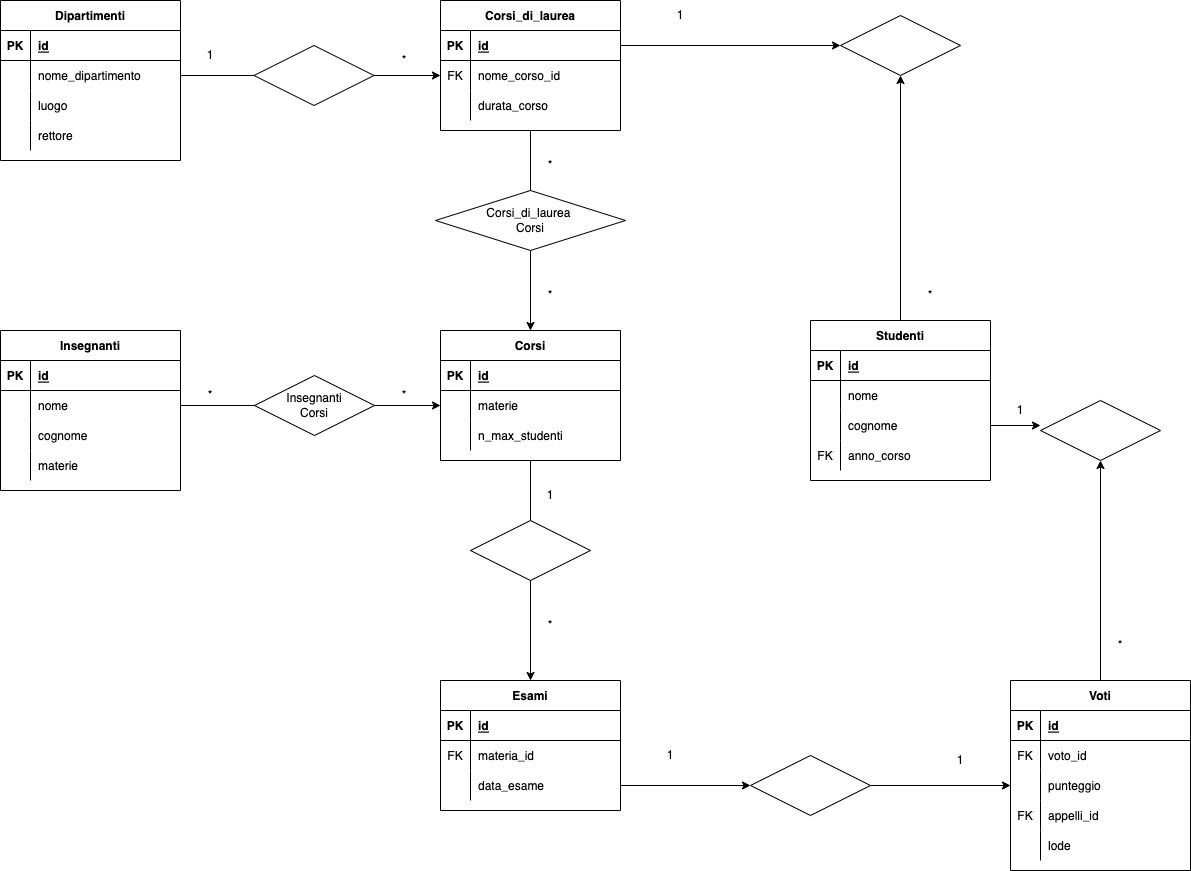 Dipartimenti
PK id
nome_dipartimento
luogo
rettore
1
*
Corsi_di_laurea
PK id
FK nome_corso_id
durata_corso
1
*
Corsi_di_laurea
Corsi
*
Insegnanti
PK id
nome
cognome
materie
*
Insegnanti
Corsi
*
Corsi
PK id
materie
n_max_studenti
*
Studenti
PK id
nome
cognome
FK anno_corso
1
1
*
*
Esami
PK id
FK materia_id
data_esame
1
1
Voti
PK id
FK voto_id
punteggio
FK appelli_id
lode